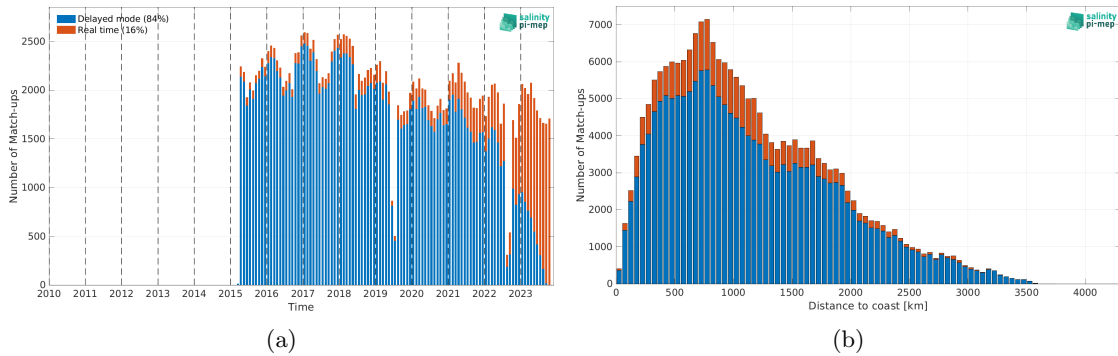 Delayed mode (84%)
Real time (16%)
salinity
pi-mep
Number of Match-ups
2500
2000
1500
1000
500
0
2010 2011 2012 2013 2014 2015 2016 2017 2018 2019 2020 2021 2022 2023
Time
(a)
salinity
pi-mep
Number of Match-ups
7000
6000
5000
4000
3000
2000
1000
0
0 500 1000 1500 2000 2500 3000 3500 4000
Distance to coast [km]
(b)